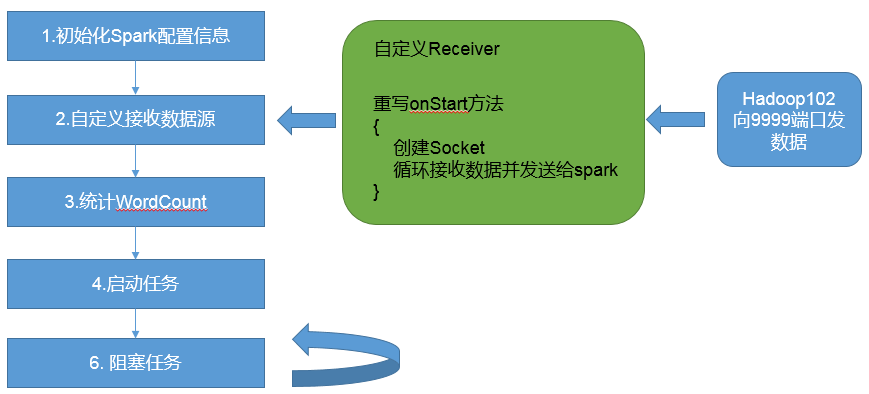 1.初始化Spark配置信息
2.自定义接收数据源
3.统计WordCount
4.启动任务
6. 阻塞任务
自定义Receiver
重写onStart方法
{
创建Socket
循环接收数据并发送给spark
}
Hadoop102
向9999端口发
数据